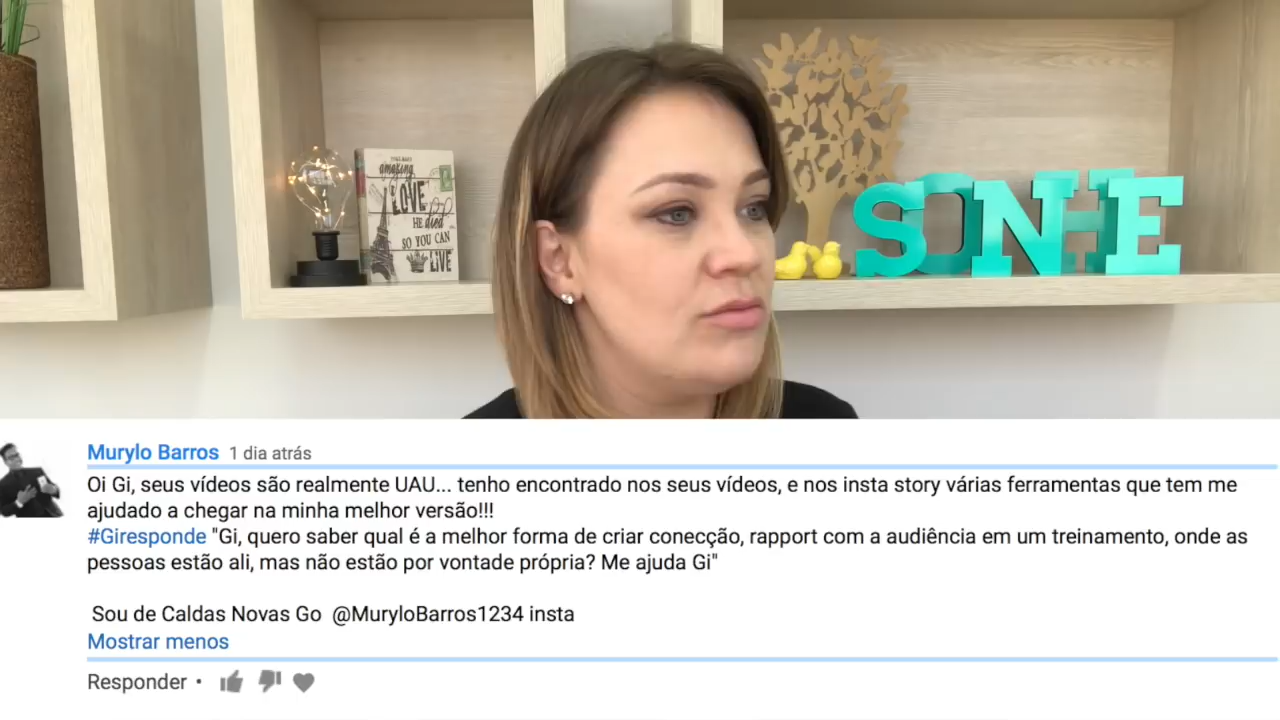 amazing
LOVE
HE died
SO YOU CAN
LIVE
SONHE
Murylo Barros 1 dia atrás
Oi Gi, seus vídeos são realmente UAU... tenho encontrado nos seus vídeos, e nos insta story várias ferramentas que tem me
ajudado a chegar na minha melhor versão!!!
#Giresponde "Gi, quero saber qual é a melhor forma de criar conecção, rapport com a audiência em um treinamento, onde as
pessoas estão ali, mas não estão por vontade própria? Me ajuda Gi"
Sou de Caldas Novas Go @MuryloBarros1234 insta
Mostrar menos
Responder •